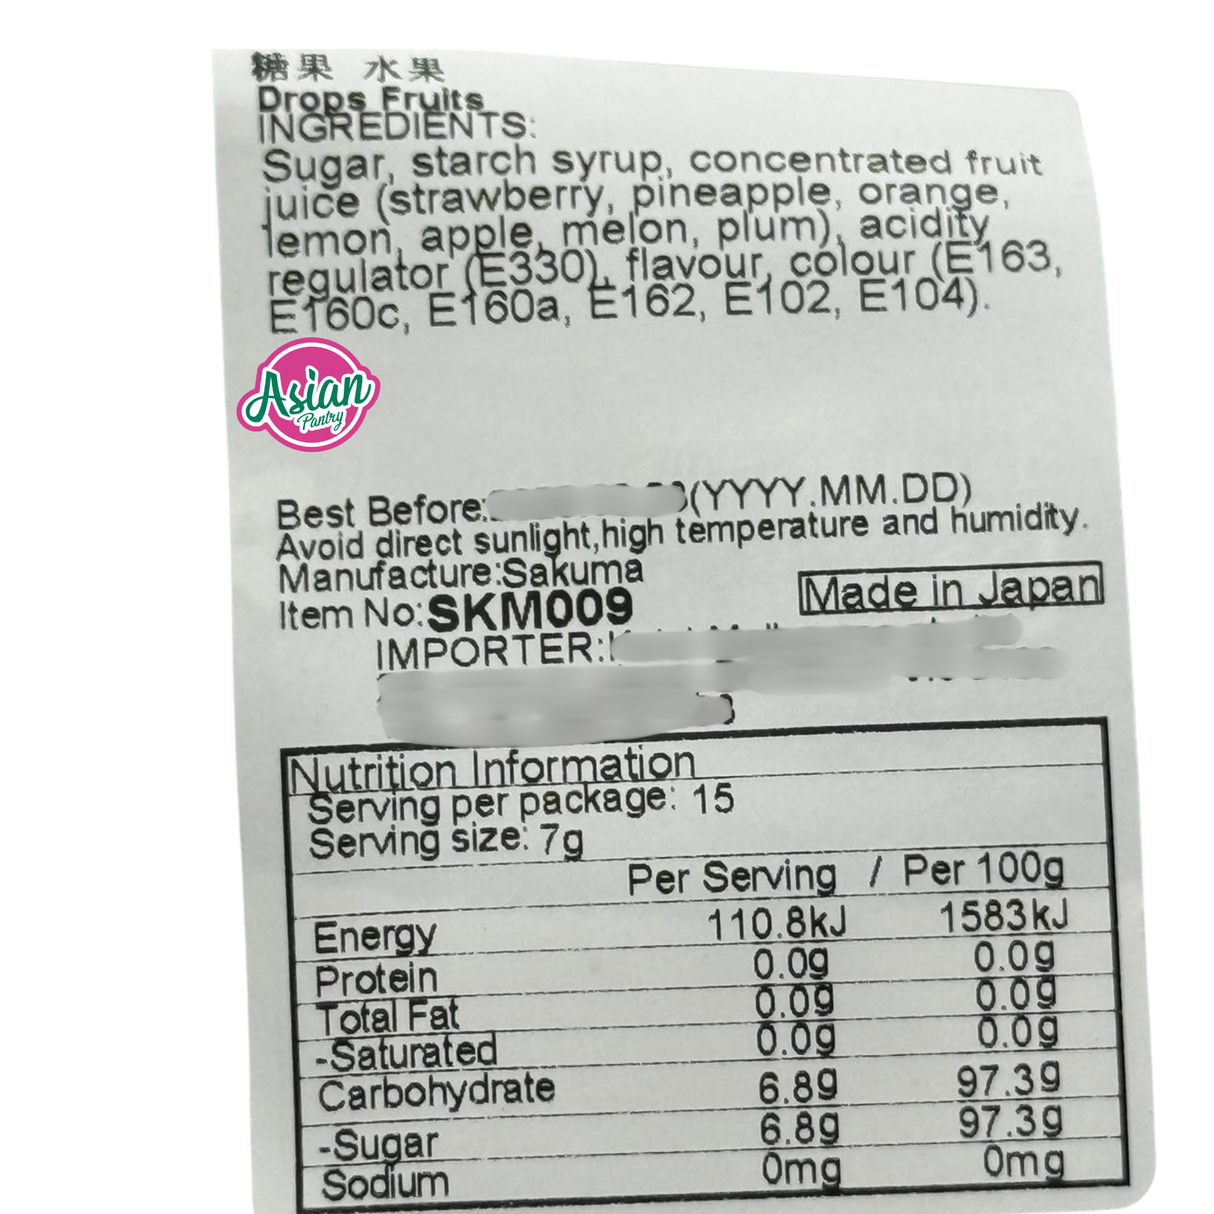 糖果 水果
Drops Fruits
INGREDIENTS:
Sugar, starch syrup, concentrated fruit
juice (strawberry, pineapple, orange,
lemon, apple, melon, plum), acidity
regulator (E330), flavour, colour (E163,
E160c, E160a, E162, E102, E104).
Asian
Pantry
Best Before: (YYYY.MM.DD)
Avoid direct sunlight,high temperature and humidity.
Manufacture:Sakuma
Item No:SKM009
Made in Japan
IMPORTER:
Nutrition Information
Serving per package: 15
Serving size: 7g
Per Serving / Per 100g
Energy 110.8kJ 1583kJ
Protein 0.0g 0.0g
Total Fat 0.0g 0.0g
-Saturated 0.0g 0.0g
Carbohydrate 6.8g 97.3g
-Sugar 6.8g 97.3g
Sodium 0mg 0mg